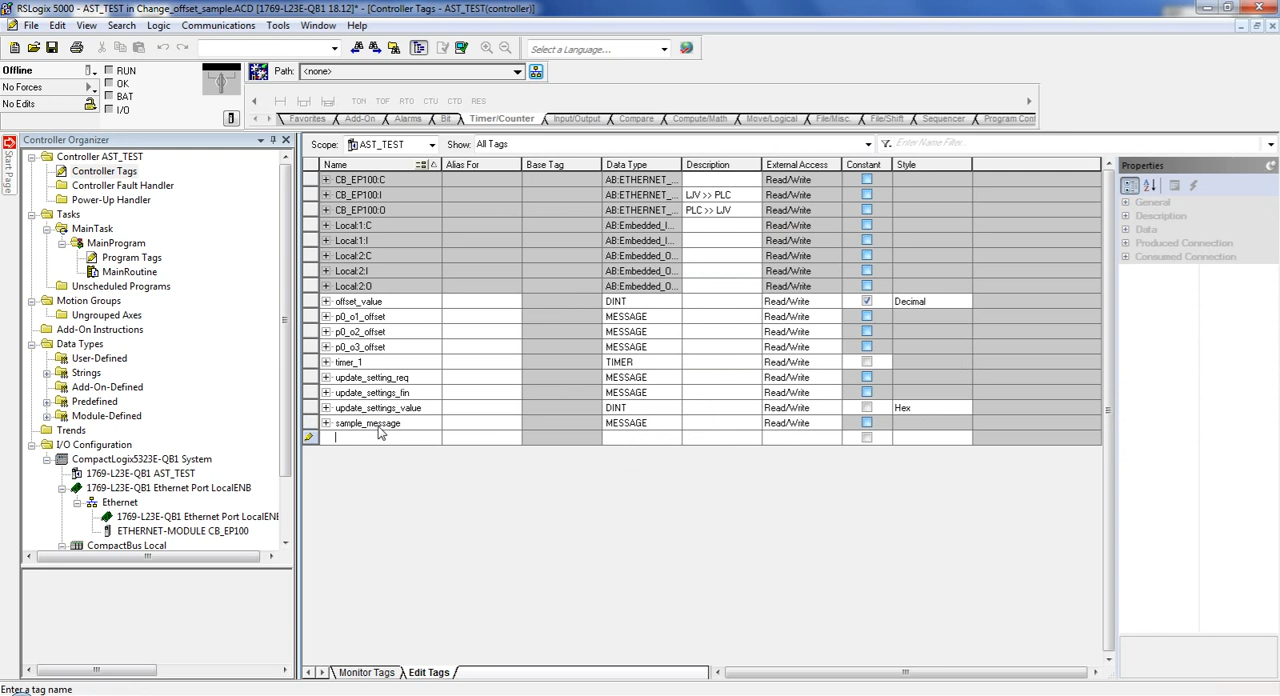 RSLogix 5000 - AST_TEST in Change_offset_sample.ACD [1769-L23E-QB1 18.12]* - [Controller Tags - AST_TEST(controller)]
File Edit View Search Logic Communications Tools Window Help
Select a Language...
Offline RUN Path: <none>
No Forces OK
BAT TON TOF RTO CTU CTD RES
No Edits I/O
Favorites Add-On Alarms Bit Timer/Counter Input/Output Compare Compute/Math Move/Logical File/Misc. File/Shift Sequencer Program Con
Start Page
Controller Organizer
Controller AST_TEST
Controller Tags
Controller Fault Handler
Power-Up Handler
Tasks
MainTask
MainProgram
Program Tags
MainRoutine
Unscheduled Programs
Motion Groups
Ungrouped Axes
Add-On Instructions
Data Types
User-Defined
Strings
Add-On-Defined
Predefined
Module-Defined
Trends
I/O Configuration
CompactLogix5323E-QB1 System
1769-L23E-QB1 AST_TEST
1769-L23E-QB1 Ethernet Port LocalENB
Ethernet
1769-L23E-QB1 Ethernet Port LocalENB
ETHERNET-MODULE CB_EP100
CompactBus Local
Scope: AST_TEST Show: All Tags Enter Name Filter...
Name Alias For Base Tag Data Type Description External Access Constant Style
CB_EP100:C AB:ETHERNET_... Read/Write
CB_EP100:I AB:ETHERNET_... LJV >> PLC Read/Write
CB_EP100:O AB:ETHERNET_... PLC >> LJV Read/Write
Local:1:C AB:Embedded_I... Read/Write
Local:1:I AB:Embedded_I... Read/Write
Local:2:C AB:Embedded_O... Read/Write
Local:2:I AB:Embedded_O... Read/Write
Local:2:O AB:Embedded_O... Read/Write
offset_value DINT Read/Write Decimal
p0_o1_offset MESSAGE Read/Write
p0_o2_offset MESSAGE Read/Write
p0_o3_offset MESSAGE Read/Write
timer_1 TIMER Read/Write
update_setting_req MESSAGE Read/Write
update_settings_fin MESSAGE Read/Write
update_settings_value DINT Read/Write Hex
sample_message MESSAGE Read/Write
Monitor Tags Edit Tags
Properties
General
Description
Data
Produced Connection
Consumed Connection
Enter a tag name